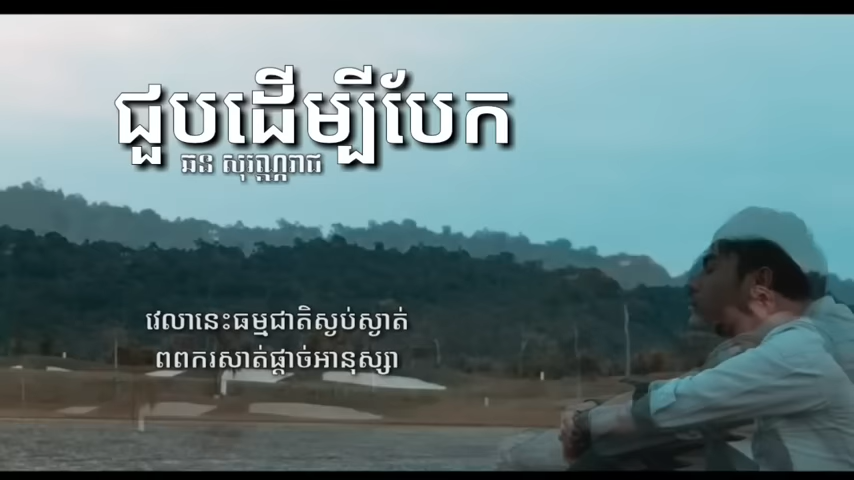 ជួបដើម្បីបែក
ឆន សុវណ្ណរាជ
វេលានេះធម្មជាតិស្ងប់ស្ងាត់
ពពករសាត់ផ្ដាច់អានុស្សា